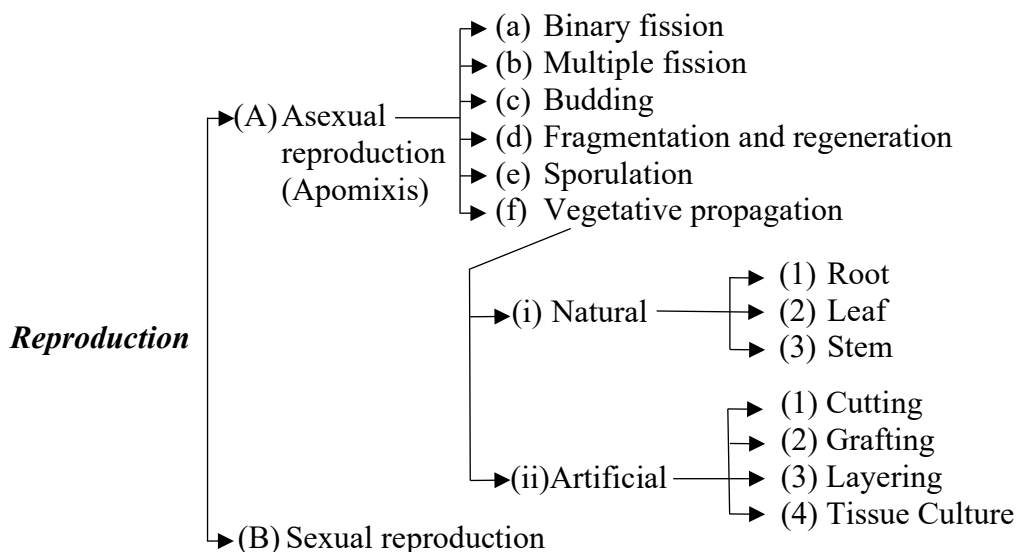 (a) Binary fission
(b) Multiple fission
(A) Asexual
(c) Budding
reproduction
(d) Fragmentation and regeneration
(Apomixis)
(e) Sporulation
(f) Vegetative propagation
Reproduction
(i) Natural
(1) Root
(2) Leaf
(3) Stem
(ii)Artificial
(1) Cutting
(2) Grafting
(3) Layering
(4) Tissue Culture
(B) Sexual reproduction